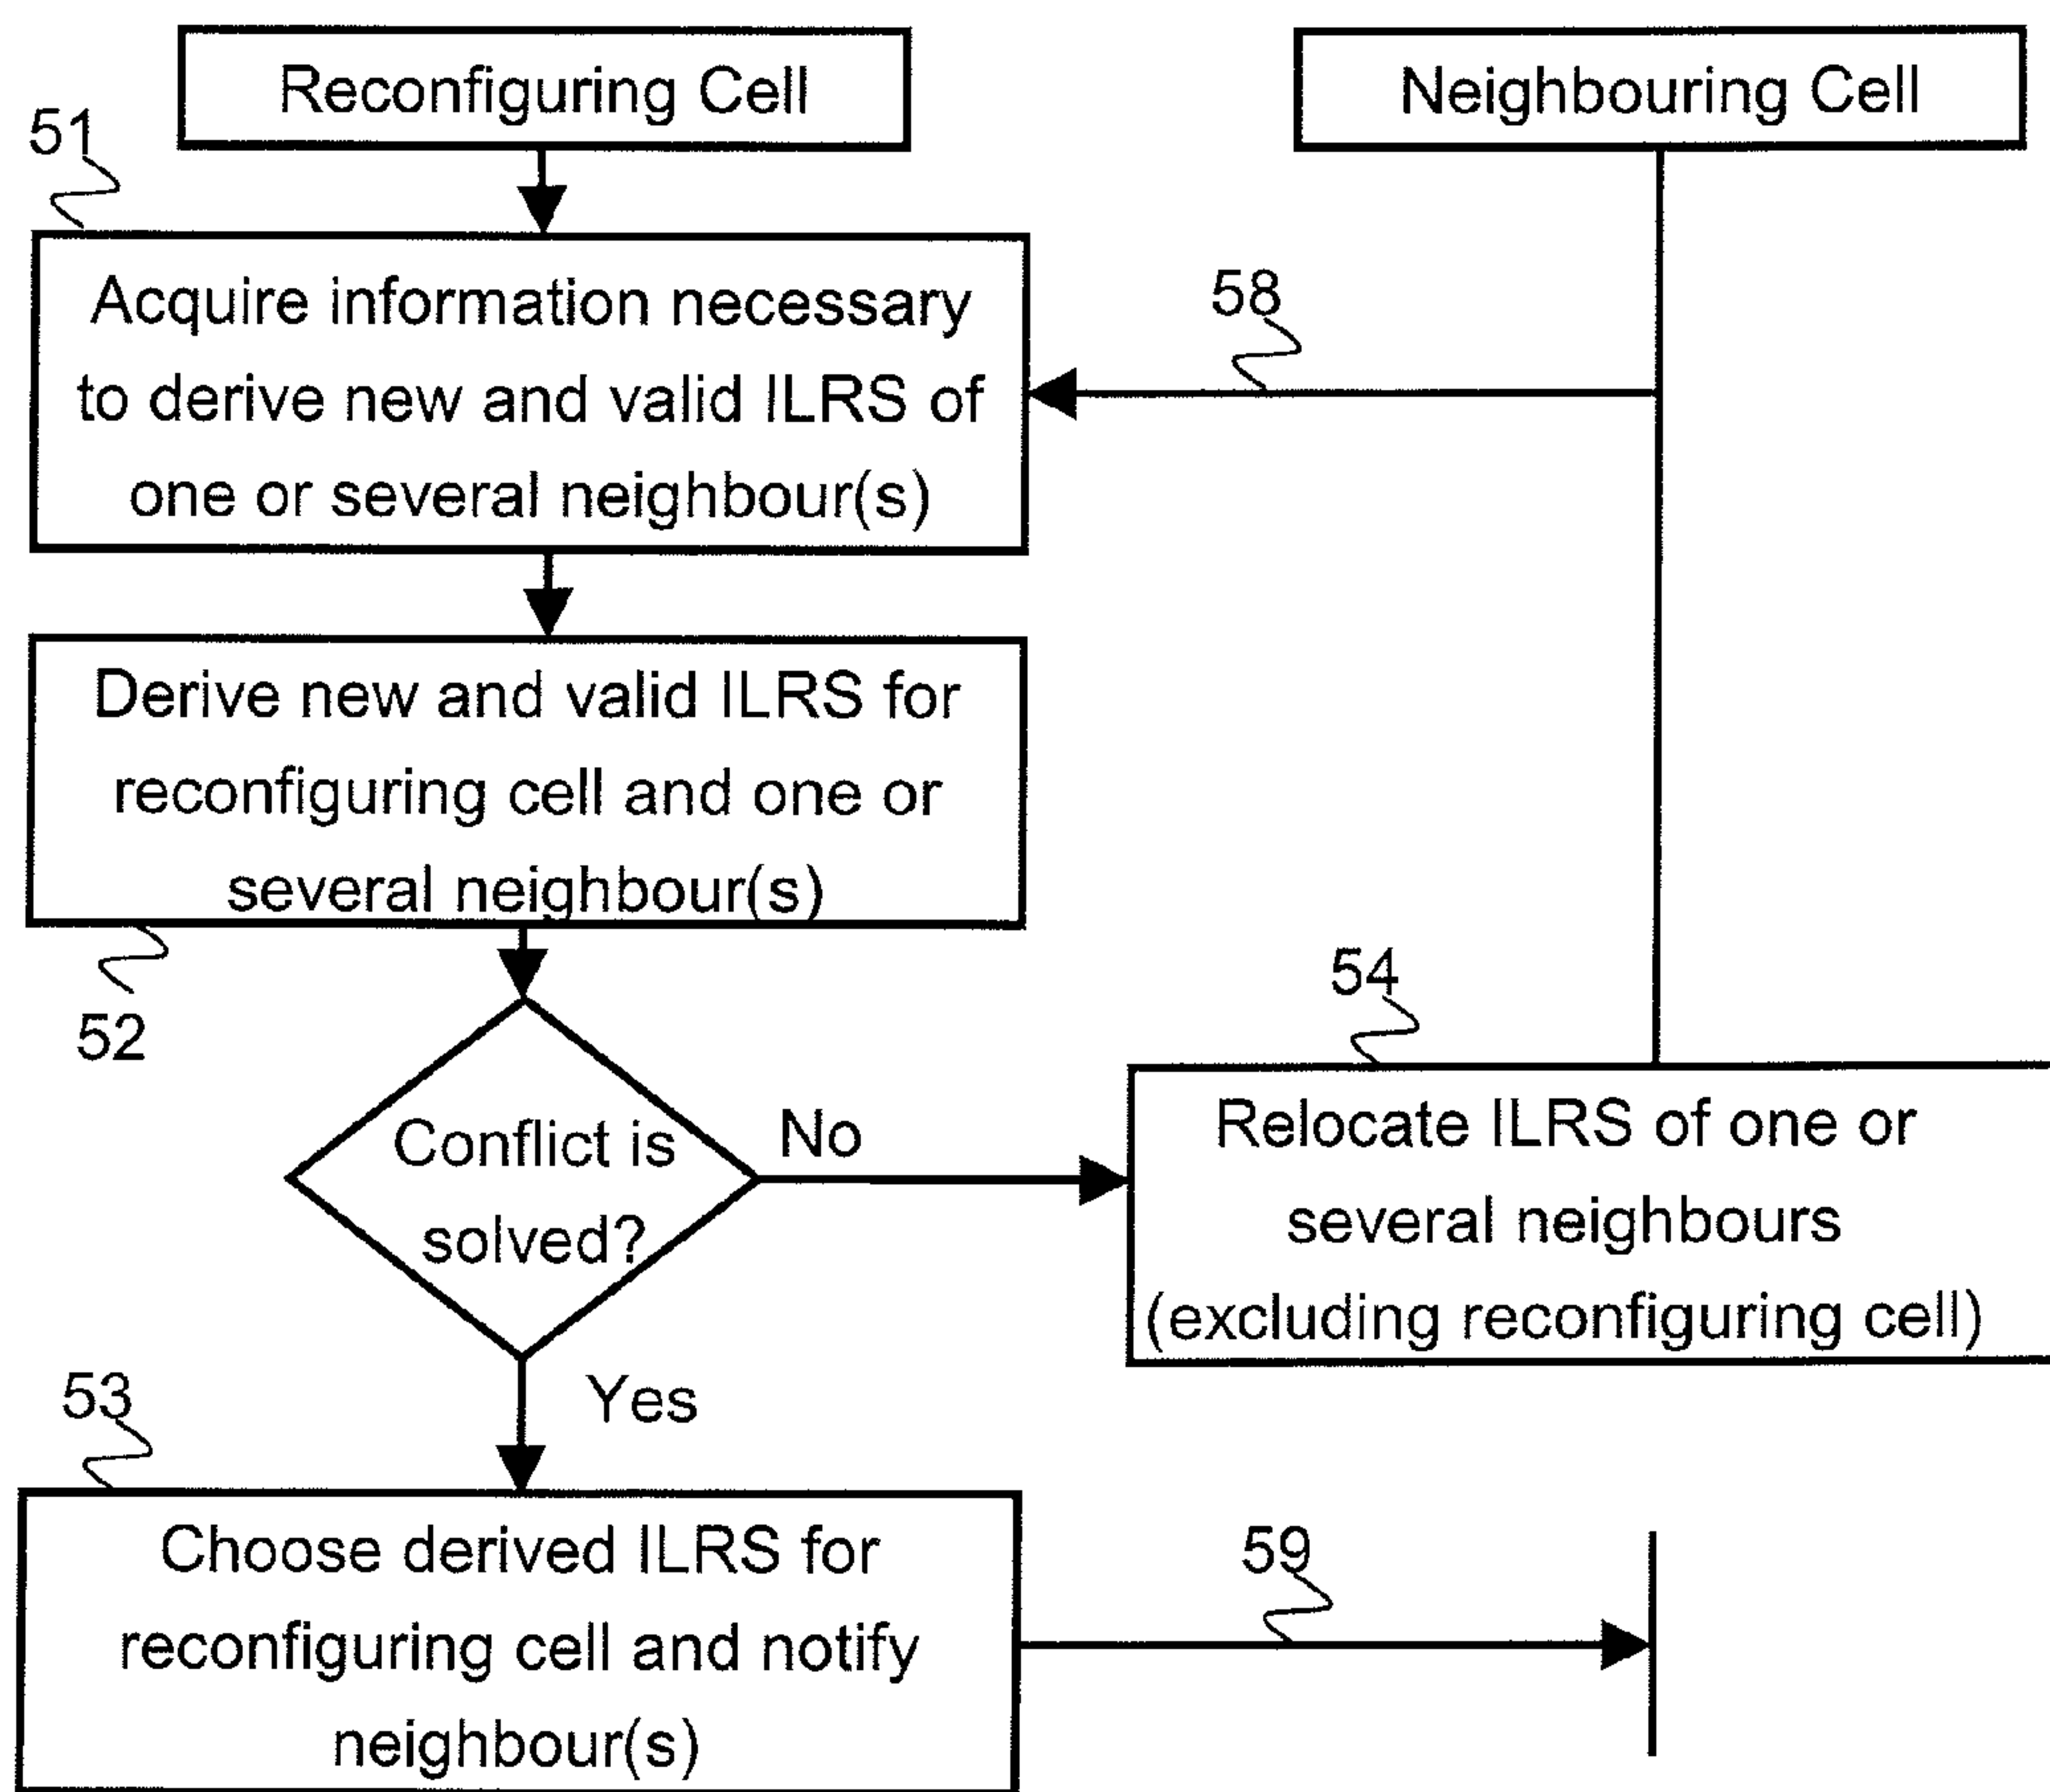 Reconfiguring Cell
Neighbouring Cell
51
Acquire information necessary
to derive new and valid ILRS of
one or several neighbour(s)
58
Derive new and valid ILRS for
reconfiguring cell and one or
several neighbour(s)
52
54
Conflict is
solved?
No
Relocate ILRS of one or
several neighbours
(excluding reconfiguring cell)
Yes
53
Choose derived ILRS for
reconfiguring cell and notify
neighbour(s)
59